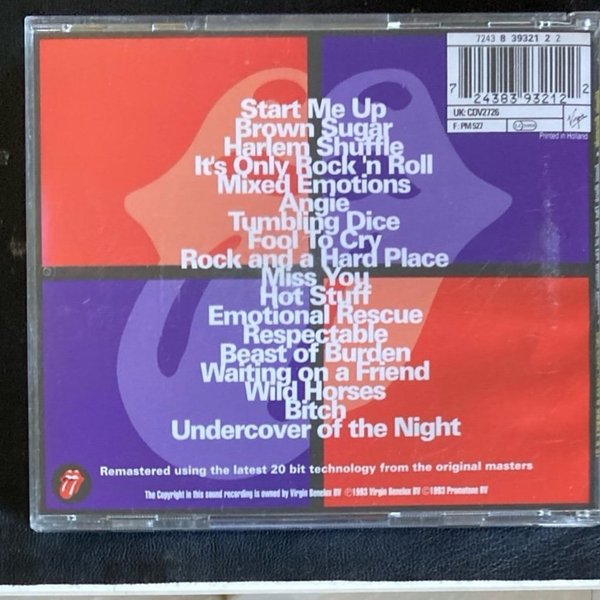 7243 8 39321 2 2
7 24383 93212 2
UK: CDV2726
F: PM 527
Virgin
Printed in Holland
Start Me Up
Brown Sugar
Harlem Shuffle
It's Only Rock 'n Roll
Mixed Emotions
Angie
Tumbling Dice
Fool To Cry
Rock and a Hard Place
Miss You
Hot Stuff
Emotional Rescue
Respectable
Beast of Burden
Waiting on a Friend
Wild Horses
Bitch
Undercover of the Night
Remastered using the latest 20 bit technology from the original masters
The Copyright in this sound recording is owned by Virgin Benelux BV ℗1993 Virgin Benelux BV ©1993 Promotone BV